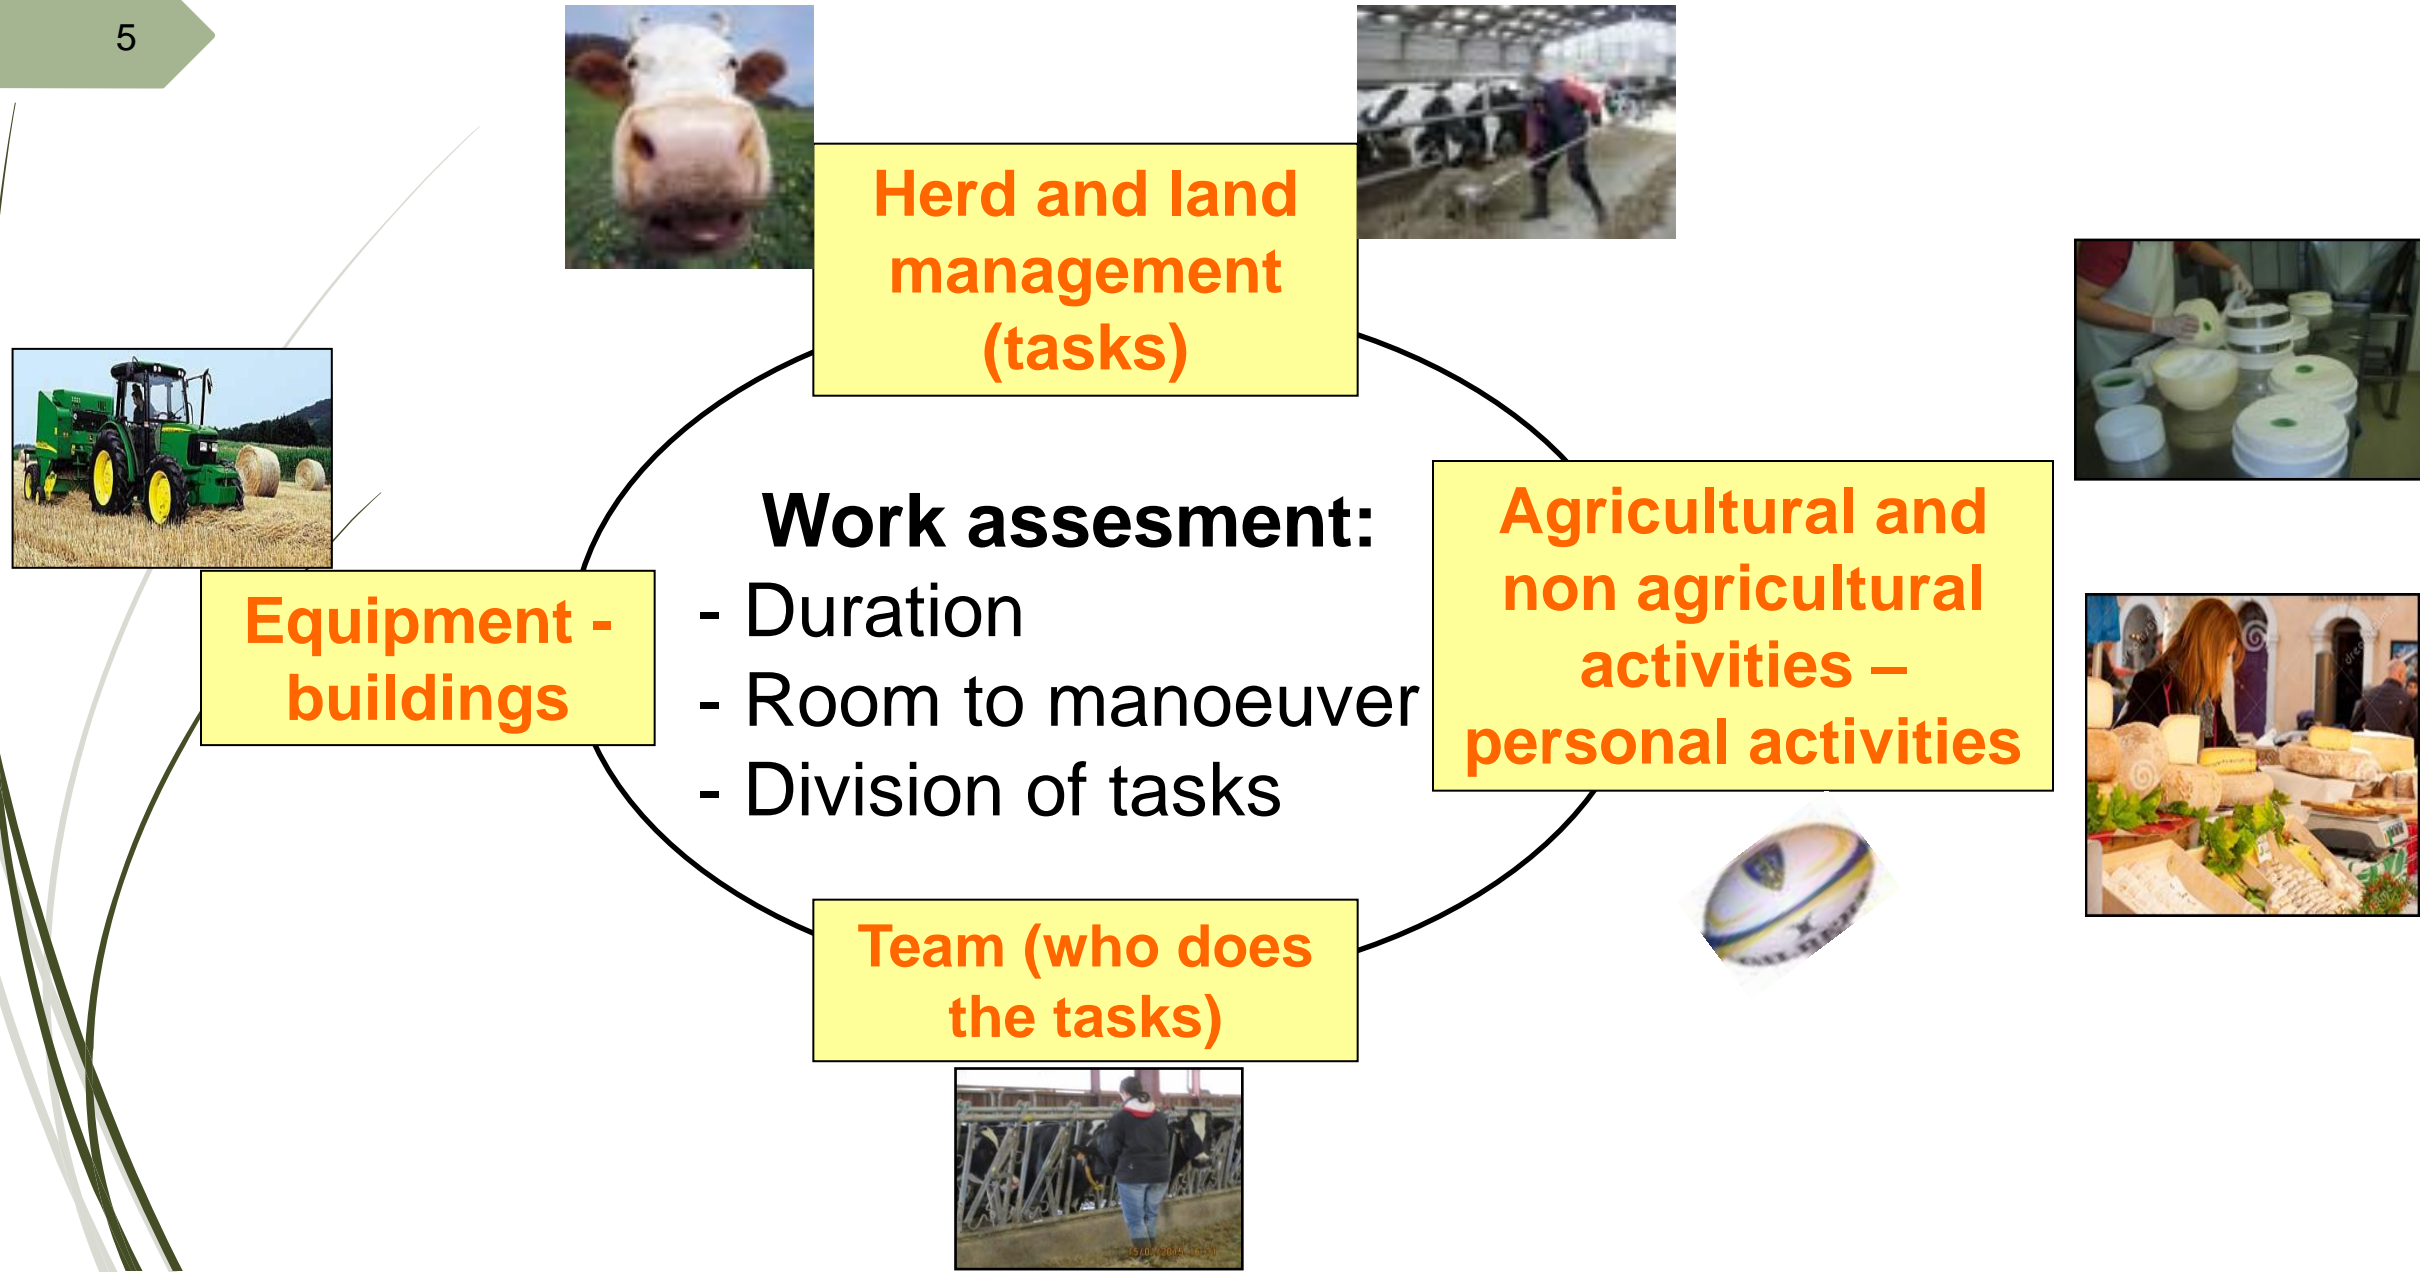 5
Herd and land
management
(tasks)
Work assesment:
- Duration
- Room to manoeuver
- Division of tasks
Equipment -
buildings
Agricultural and
non agricultural
activities –
personal activities
Team (who does
the tasks)